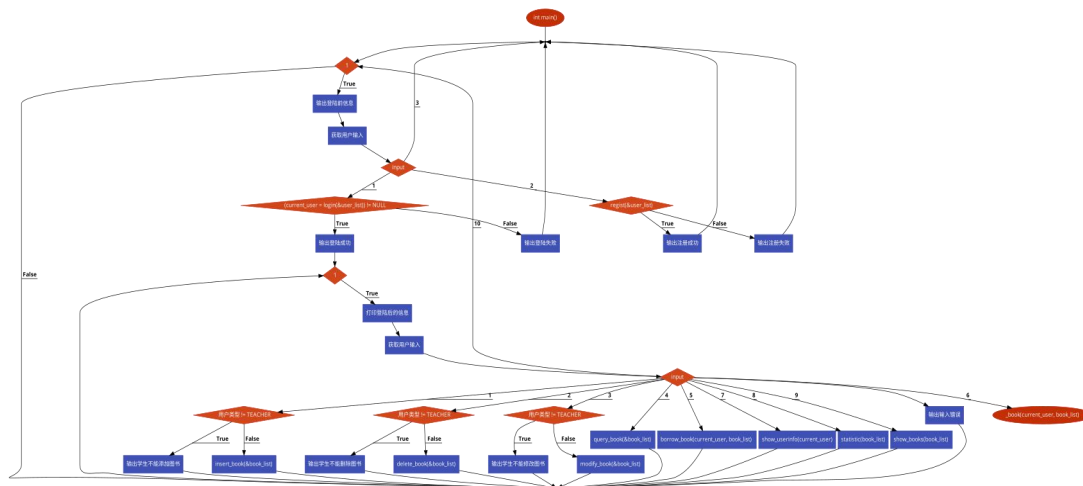 int main()
1
True
输出登陆前信息
3
获取用户输入
input
1
2
(current_user = login(&user_list)) != NULL
regist(&user_list)
True
False
10
True
False
输出登陆成功
输出登陆失败
输出注册成功
输出注册失败
False
1
True
打印登陆后的信息
获取用户输入
input
1
2
3
4
5
7
8
9
6
用户类型 != TEACHER
用户类型 != TEACHER
用户类型 != TEACHER
输出输入错误
_book(current_user, book_list)
True
False
True
False
True
False
query_book(&book_list)
borrow_book(current_user, book_list)
show_userinfo(current_user)
statistic(book_list)
show_books(book_list)
输出学生不能添加图书
insert_book(&book_list)
输出学生不能删除图书
delete_book(&book_list)
输出学生不能修改图书
modify_book(&book_list)